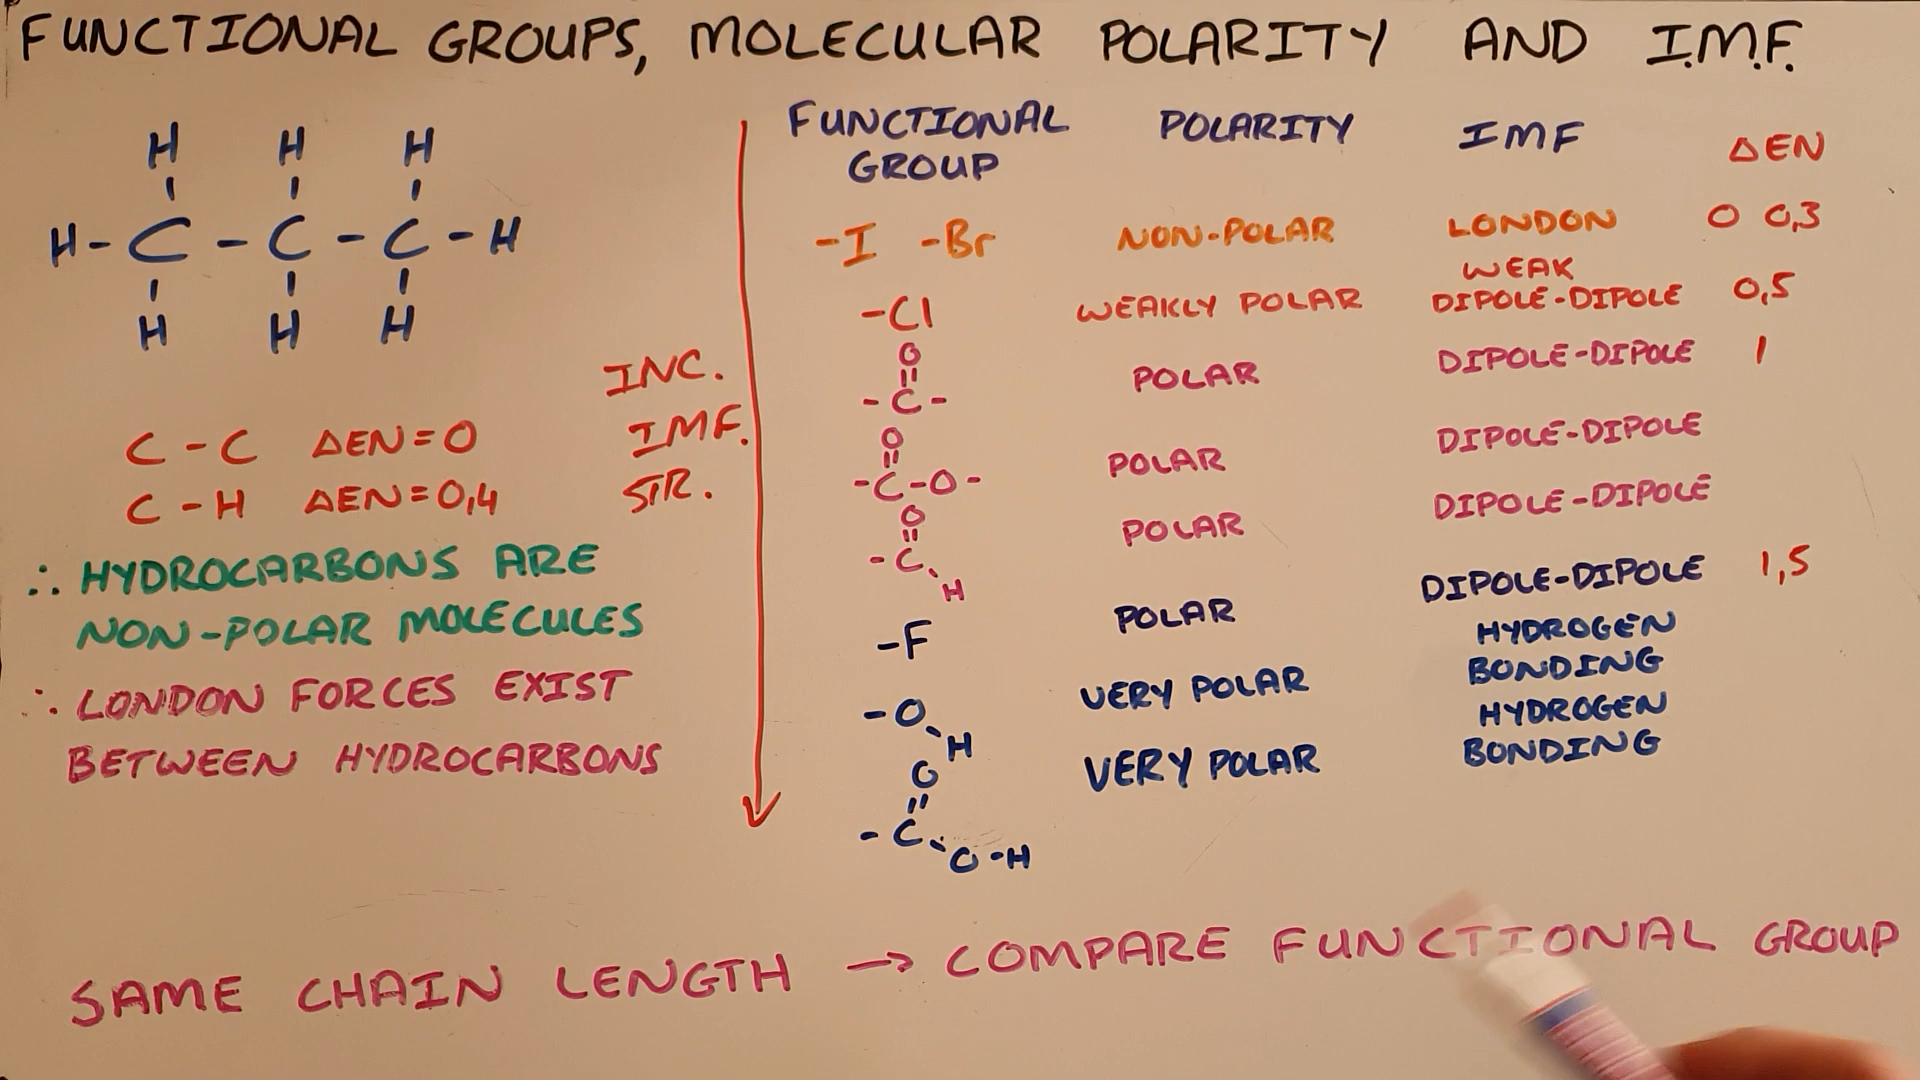 FUNCTIONAL GROUPS, MOLECULAR POLARITY AND I.M.F.
H H H
H-C-C-C-H
H H H
C-C ΔEN=0
C-H ΔEN=0,4
∴ HYDROCARBONS ARE
NON-POLAR MOLECULES
∴ LONDON FORCES EXIST
BETWEEN HYDROCARBONS
INC.
IMF.
STR.
FUNCTIONAL GROUP POLARITY IMF ΔEN
-I -Br NON-POLAR LONDON 0 0,3
-Cl WEAKLY POLAR WEAK DIPOLE-DIPOLE 0,5
O
=
-C- POLAR DIPOLE-DIPOLE 1
O
=
-C-O- POLAR DIPOLE-DIPOLE
O
=
-C-H POLAR DIPOLE-DIPOLE
-F POLAR DIPOLE-DIPOLE 1,5
-O-H VERY POLAR HYDROGEN BONDING
O
=
-C-O-H VERY POLAR HYDROGEN BONDING
SAME CHAIN LENGTH → COMPARE FUNCTIONAL GROUP